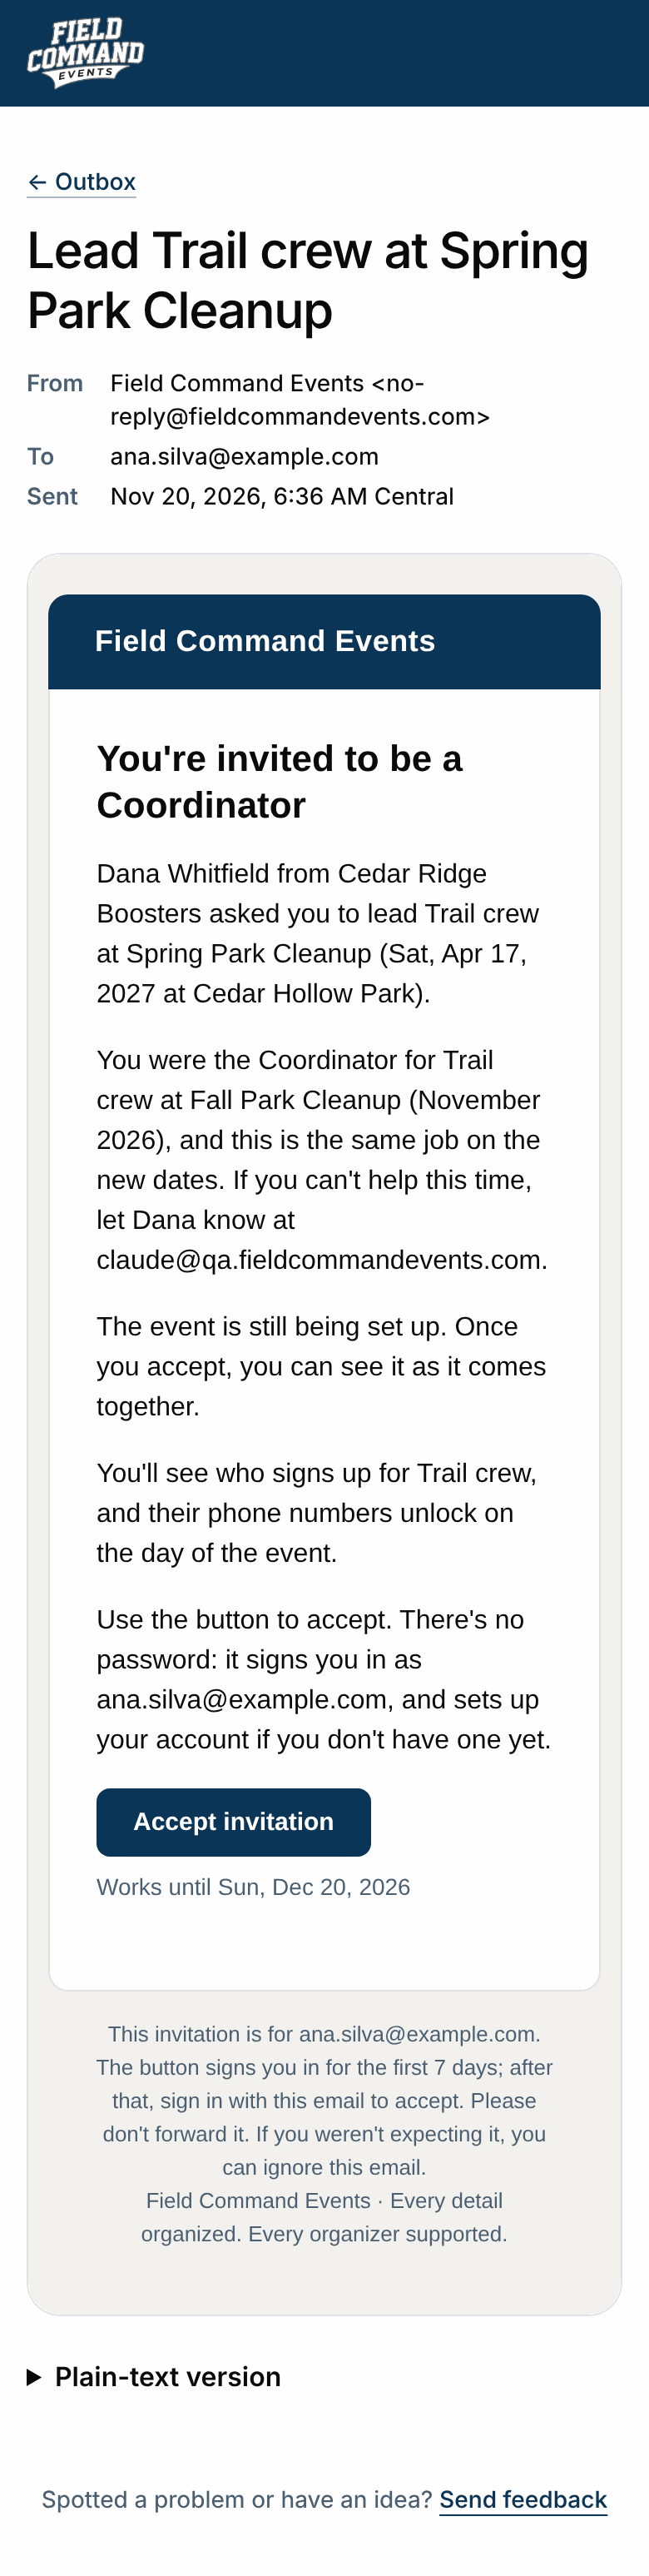 FIELD
COMMAND
EVENTS
← Outbox
Lead Trail crew at Spring
Park Cleanup
From Field Command Events <no-
reply@fieldcommandevents.com>
To ana.silva@example.com
Sent Nov 20, 2026, 6:36 AM Central
Field Command Events
You're invited to be a
Coordinator
Dana Whitfield from Cedar Ridge
Boosters asked you to lead Trail crew
at Spring Park Cleanup (Sat, Apr 17,
2027 at Cedar Hollow Park).
You were the Coordinator for Trail
crew at Fall Park Cleanup (November
2026), and this is the same job on the
new dates. If you can't help this time,
let Dana know at
claude@qa.fieldcommandevents.com.
The event is still being set up. Once
you accept, you can see it as it comes
together.
You'll see who signs up for Trail crew,
and their phone numbers unlock on
the day of the event.
Use the button to accept. There's no
password: it signs you in as
ana.silva@example.com, and sets up
your account if you don't have one yet.
Accept invitation
Works until Sun, Dec 20, 2026
This invitation is for ana.silva@example.com.
The button signs you in for the first 7 days; after
that, sign in with this email to accept. Please
don't forward it. If you weren't expecting it, you
can ignore this email.
Field Command Events · Every detail
organized. Every organizer supported.
▶ Plain-text version
Spotted a problem or have an idea? Send feedback